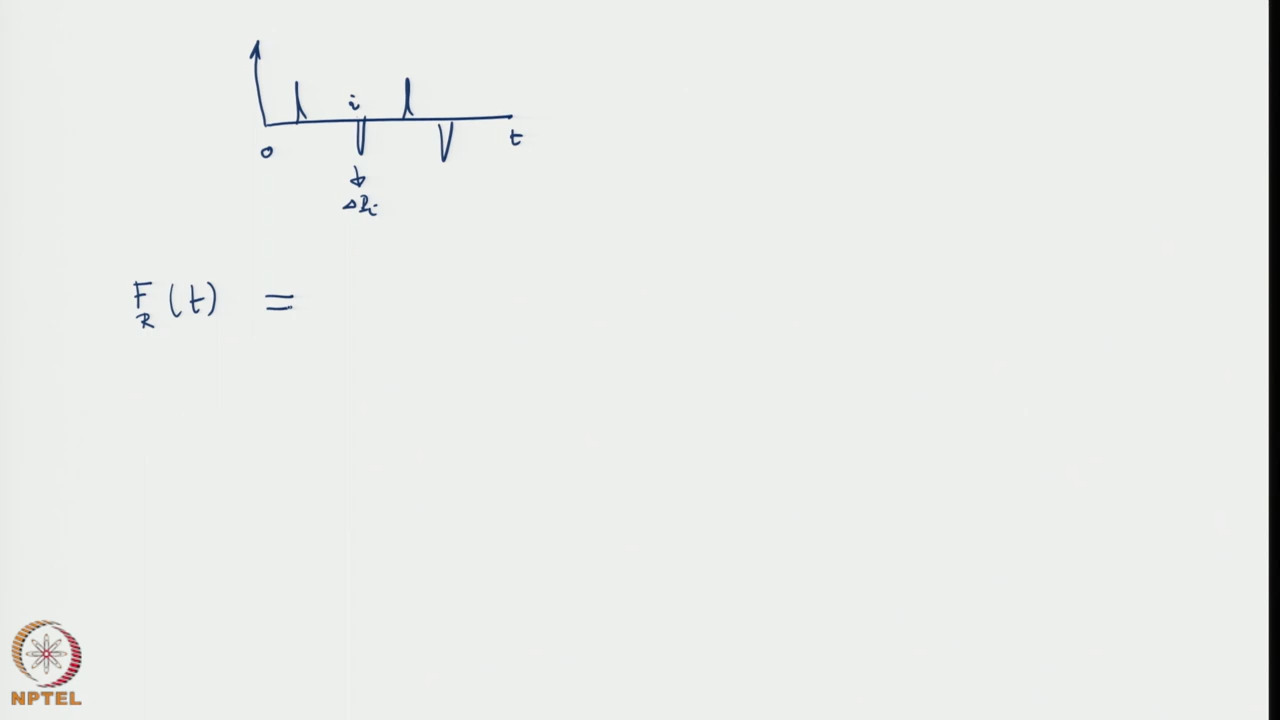 i
0 t
ΔP_i
F_R (t) =
NPTEL